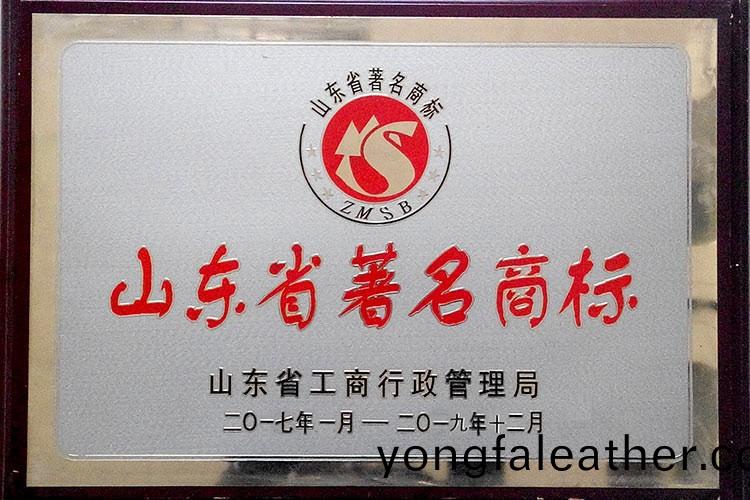 山东省著名商标
ZMSB
山东省著名商标
山东省工商行政管理局
二〇一七年一月—二〇一九年十二月
yongfaleather.co